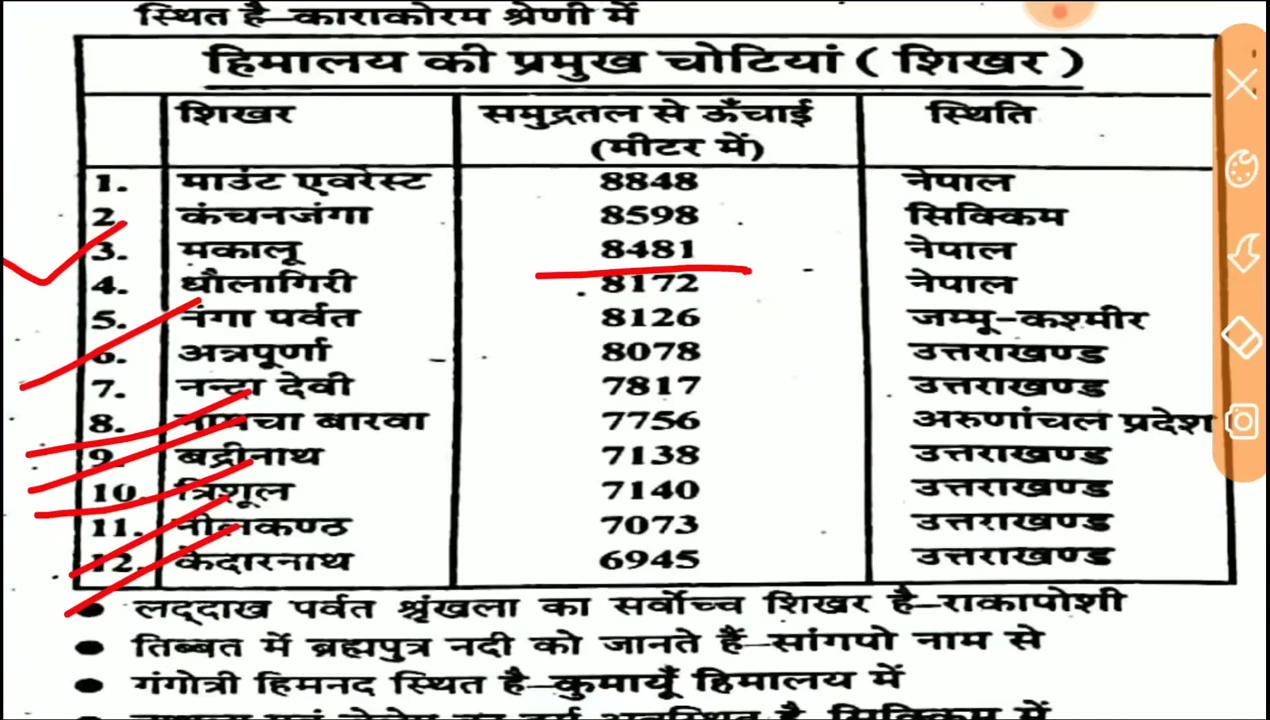 स्थित है–काराकोरम श्रेणी में
हिमालय की प्रमुख चोटियां ( शिखर )
शिखर समुद्रतल से ऊँचाई (मीटर में) स्थिति
1. माउंट एवरेस्ट 8848 नेपाल
2. कंचनजंगा 8598 सिक्किम
3. मकालू 8481 नेपाल
4. धौलागिरी 8172 नेपाल
5. नंगा पर्वत 8126 जम्मू-कश्मीर
6. अन्नपूर्णा 8078 उत्तराखण्ड
7. नन्दा देवी 7817 उत्तराखण्ड
8. नामचा बारवा 7756 अरुणांचल प्रदेश
9. बद्रीनाथ 7138 उत्तराखण्ड
10. त्रिशूल 7140 उत्तराखण्ड
11. नीलकण्ठ 7073 उत्तराखण्ड
12. केदारनाथ 6945 उत्तराखण्ड
● लद्दाख पर्वत श्रृंखला का सर्वोच्च शिखर है–राकापोशी
● तिब्बत में ब्रह्मपुत्र नदी को जानते हैं–सांगपो नाम से
● गंगोत्री हिमनद स्थित है–कुमायूँ हिमालय में